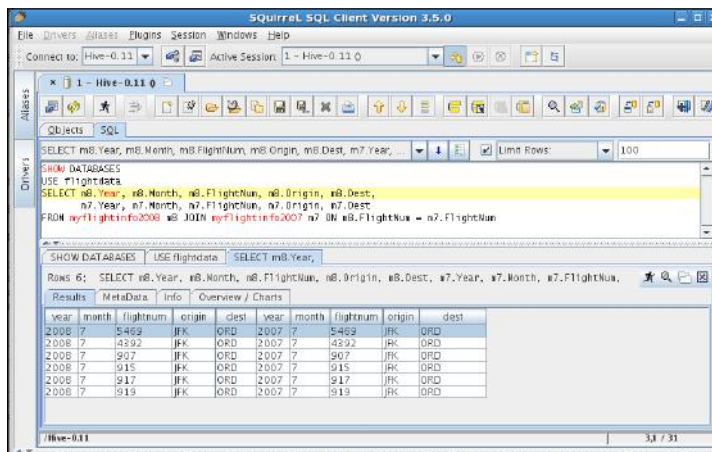 SQuirreL SQL Client Version 3.5.0
File Drivers Aliases Plugins Session Windows Help
Connect to: Hive-0.11 Active Session: 1 - Hive-0.11 ()
Aliases
Drivers
1 - Hive-0.11 ()
Objects SQL
SELECT m8.Year, m8.Month, m8.FlightNum, m8.Origin, m8.Dest, m7.Year, ... Limit Rows: 100
SHOW DATABASES
USE flightdata
SELECT m8.Year, m8.Month, m8.FlightNum, m8.Origin, m8.Dest,
m7.Year, m7.Month, m7.FlightNum, m7.Origin, m7.Dest
FROM myflightinfo2008 m8 JOIN myflightinfo2007 m7 ON m8.FlightNum = m7.FlightNum
SHOW DATABASES USE flightdata SELECT m8.Year,
Rows 6; SELECT m8.Year, m8.Month, m8.FlightNum, m8.Origin, m8.Dest, m7.Year, m7.Month, m7.FlightNum,
Results MetaData Info Overview / Charts
year month flightnum origin dest year month flightnum origin dest
2008 7 5469 JFK ORD 2007 7 5469 JFK ORD
2008 7 4392 JFK ORD 2007 7 4392 JFK ORD
2008 7 907 JFK ORD 2007 7 907 JFK ORD
2008 7 915 JFK ORD 2007 7 915 JFK ORD
2008 7 917 JFK ORD 2007 7 917 JFK ORD
2008 7 919 JFK ORD 2007 7 919 JFK ORD
/Hive-0.11 3,1 / 31